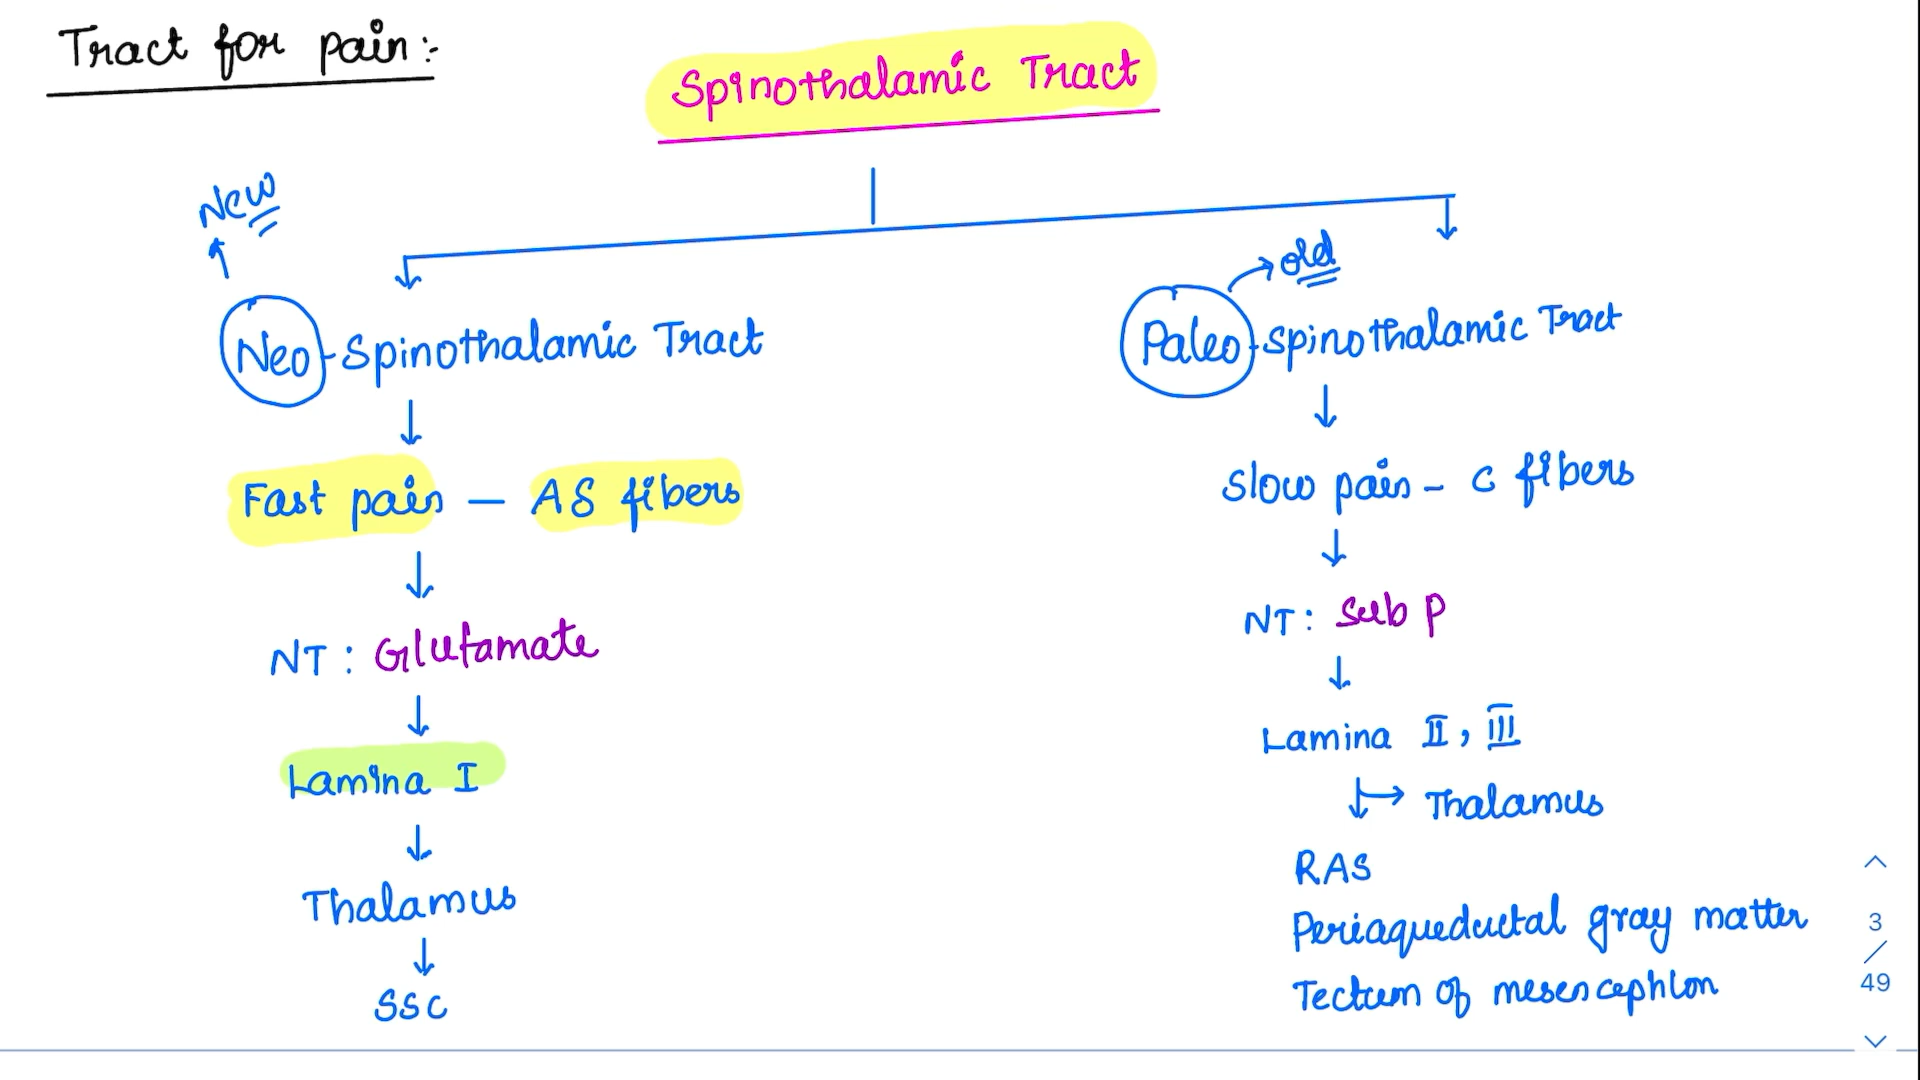 Tract for pain :-
Spinothalamic Tract
New
old
Neo-Spinothalamic Tract
Paleo-spinothalamic Tract
Fast pain — Aδ fibers
Slow pain - c fibers
NT : Glutamate
NT : Sub P
Lamina I
Lamina II, III
Thalamus
Thalamus
SSC
RAS
Periaqueductal gray matter
Tectum of mesencephlon
3
/
49